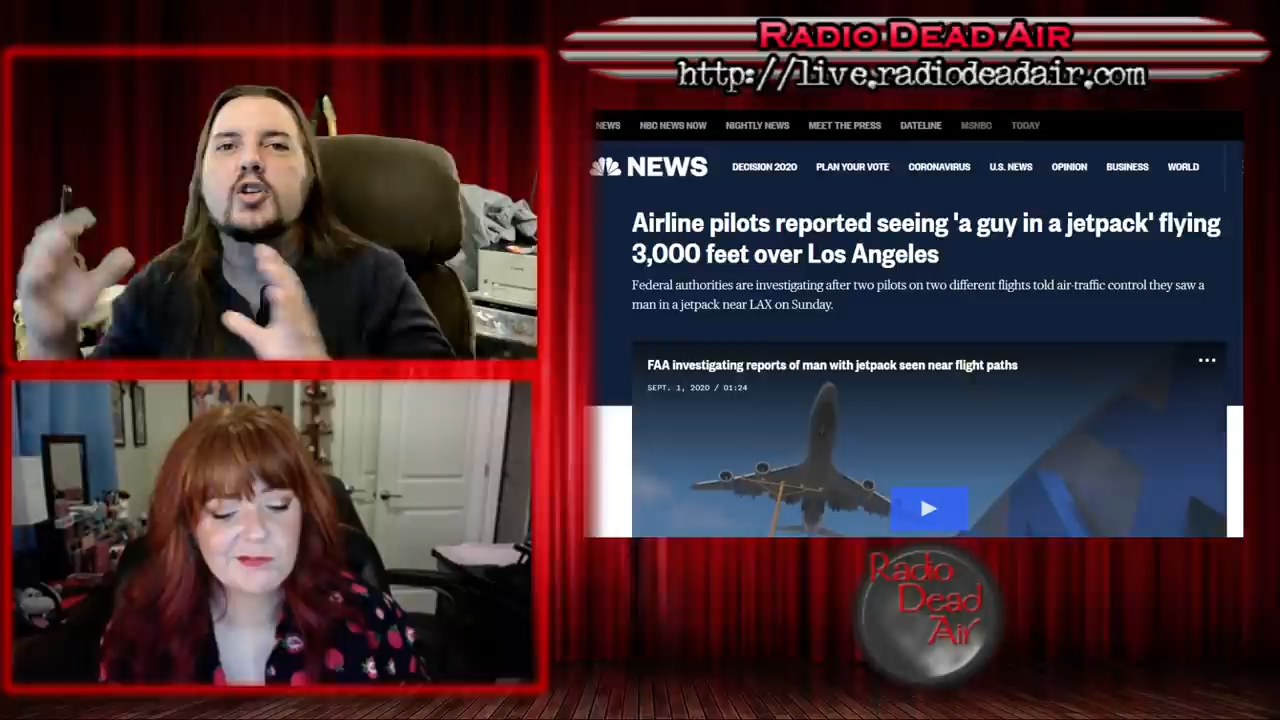 RADIO DEAD AIR
http://live.radiodeadair.com
NEWS NBC NEWS NOW NIGHTLY NEWS MEET THE PRESS DATELINE MSNBC TODAY
NEWS DECISION 2020 PLAN YOUR VOTE CORONAVIRUS U.S. NEWS OPINION BUSINESS WORLD
Airline pilots reported seeing 'a guy in a jetpack' flying
3,000 feet over Los Angeles
Federal authorities are investigating after two pilots on two different flights told air-traffic control they saw a
man in a jetpack near LAX on Sunday.
FAA investigating reports of man with jetpack seen near flight paths
SEPT. 1, 2020 / 01:24
Radio
Dead
Air